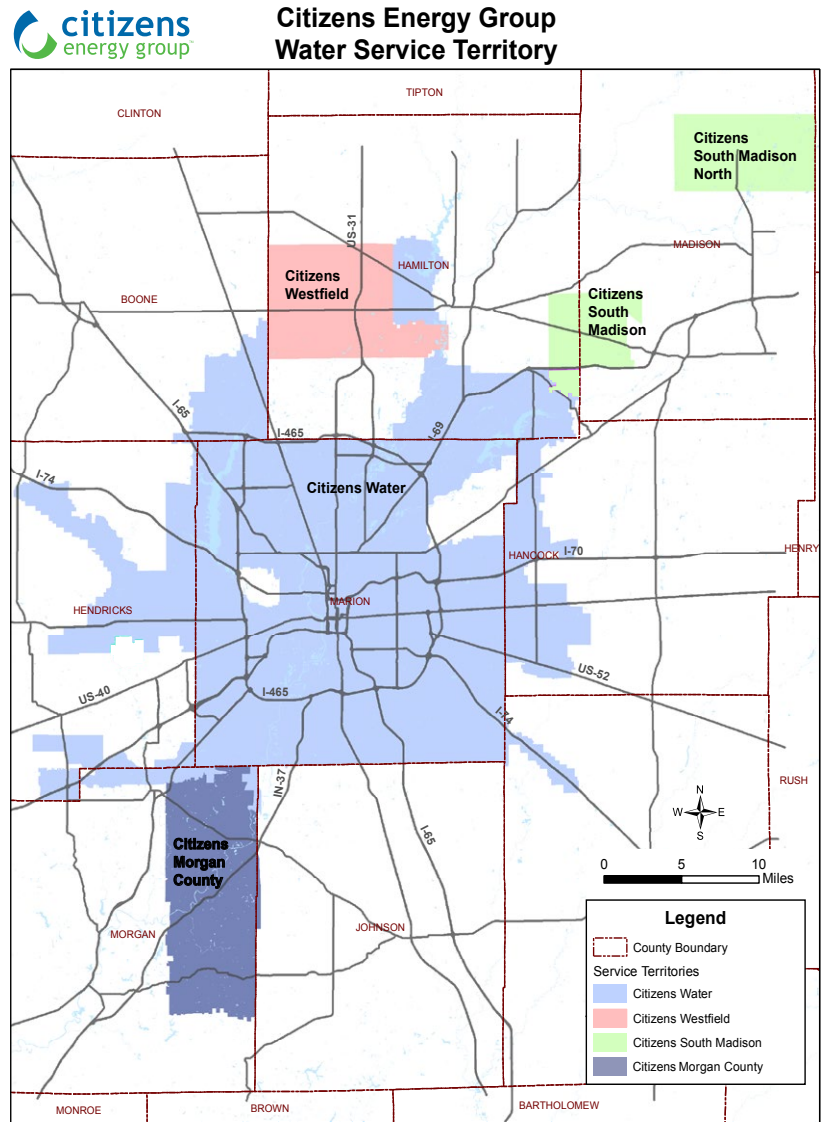 citizens
energy group
Citizens Energy Group
Water Service Territory
TIPTON
CLINTON
Citizens
South Madison
North
US-31
MADISON
HAMILTON
Citizens
Westfield
BOONE
Citizens
South
Madison
I-65
I-465
I-69
I-74
Citizens Water
HANCOCK
I-70
HENRY
MARION
HENDRICKS
US-52
US-40
I-465
I-74
IN-37
RUSH
N
W
E
S
I-65
Citizens
Morgan
County
0
5
10
Miles
Legend
County Boundary
Service Territories
Citizens Water
Citizens Westfield
Citizens South Madison
Citizens Morgan County
MORGAN
JOHNSON
MONROE
BROWN
BARTHOLOMEW